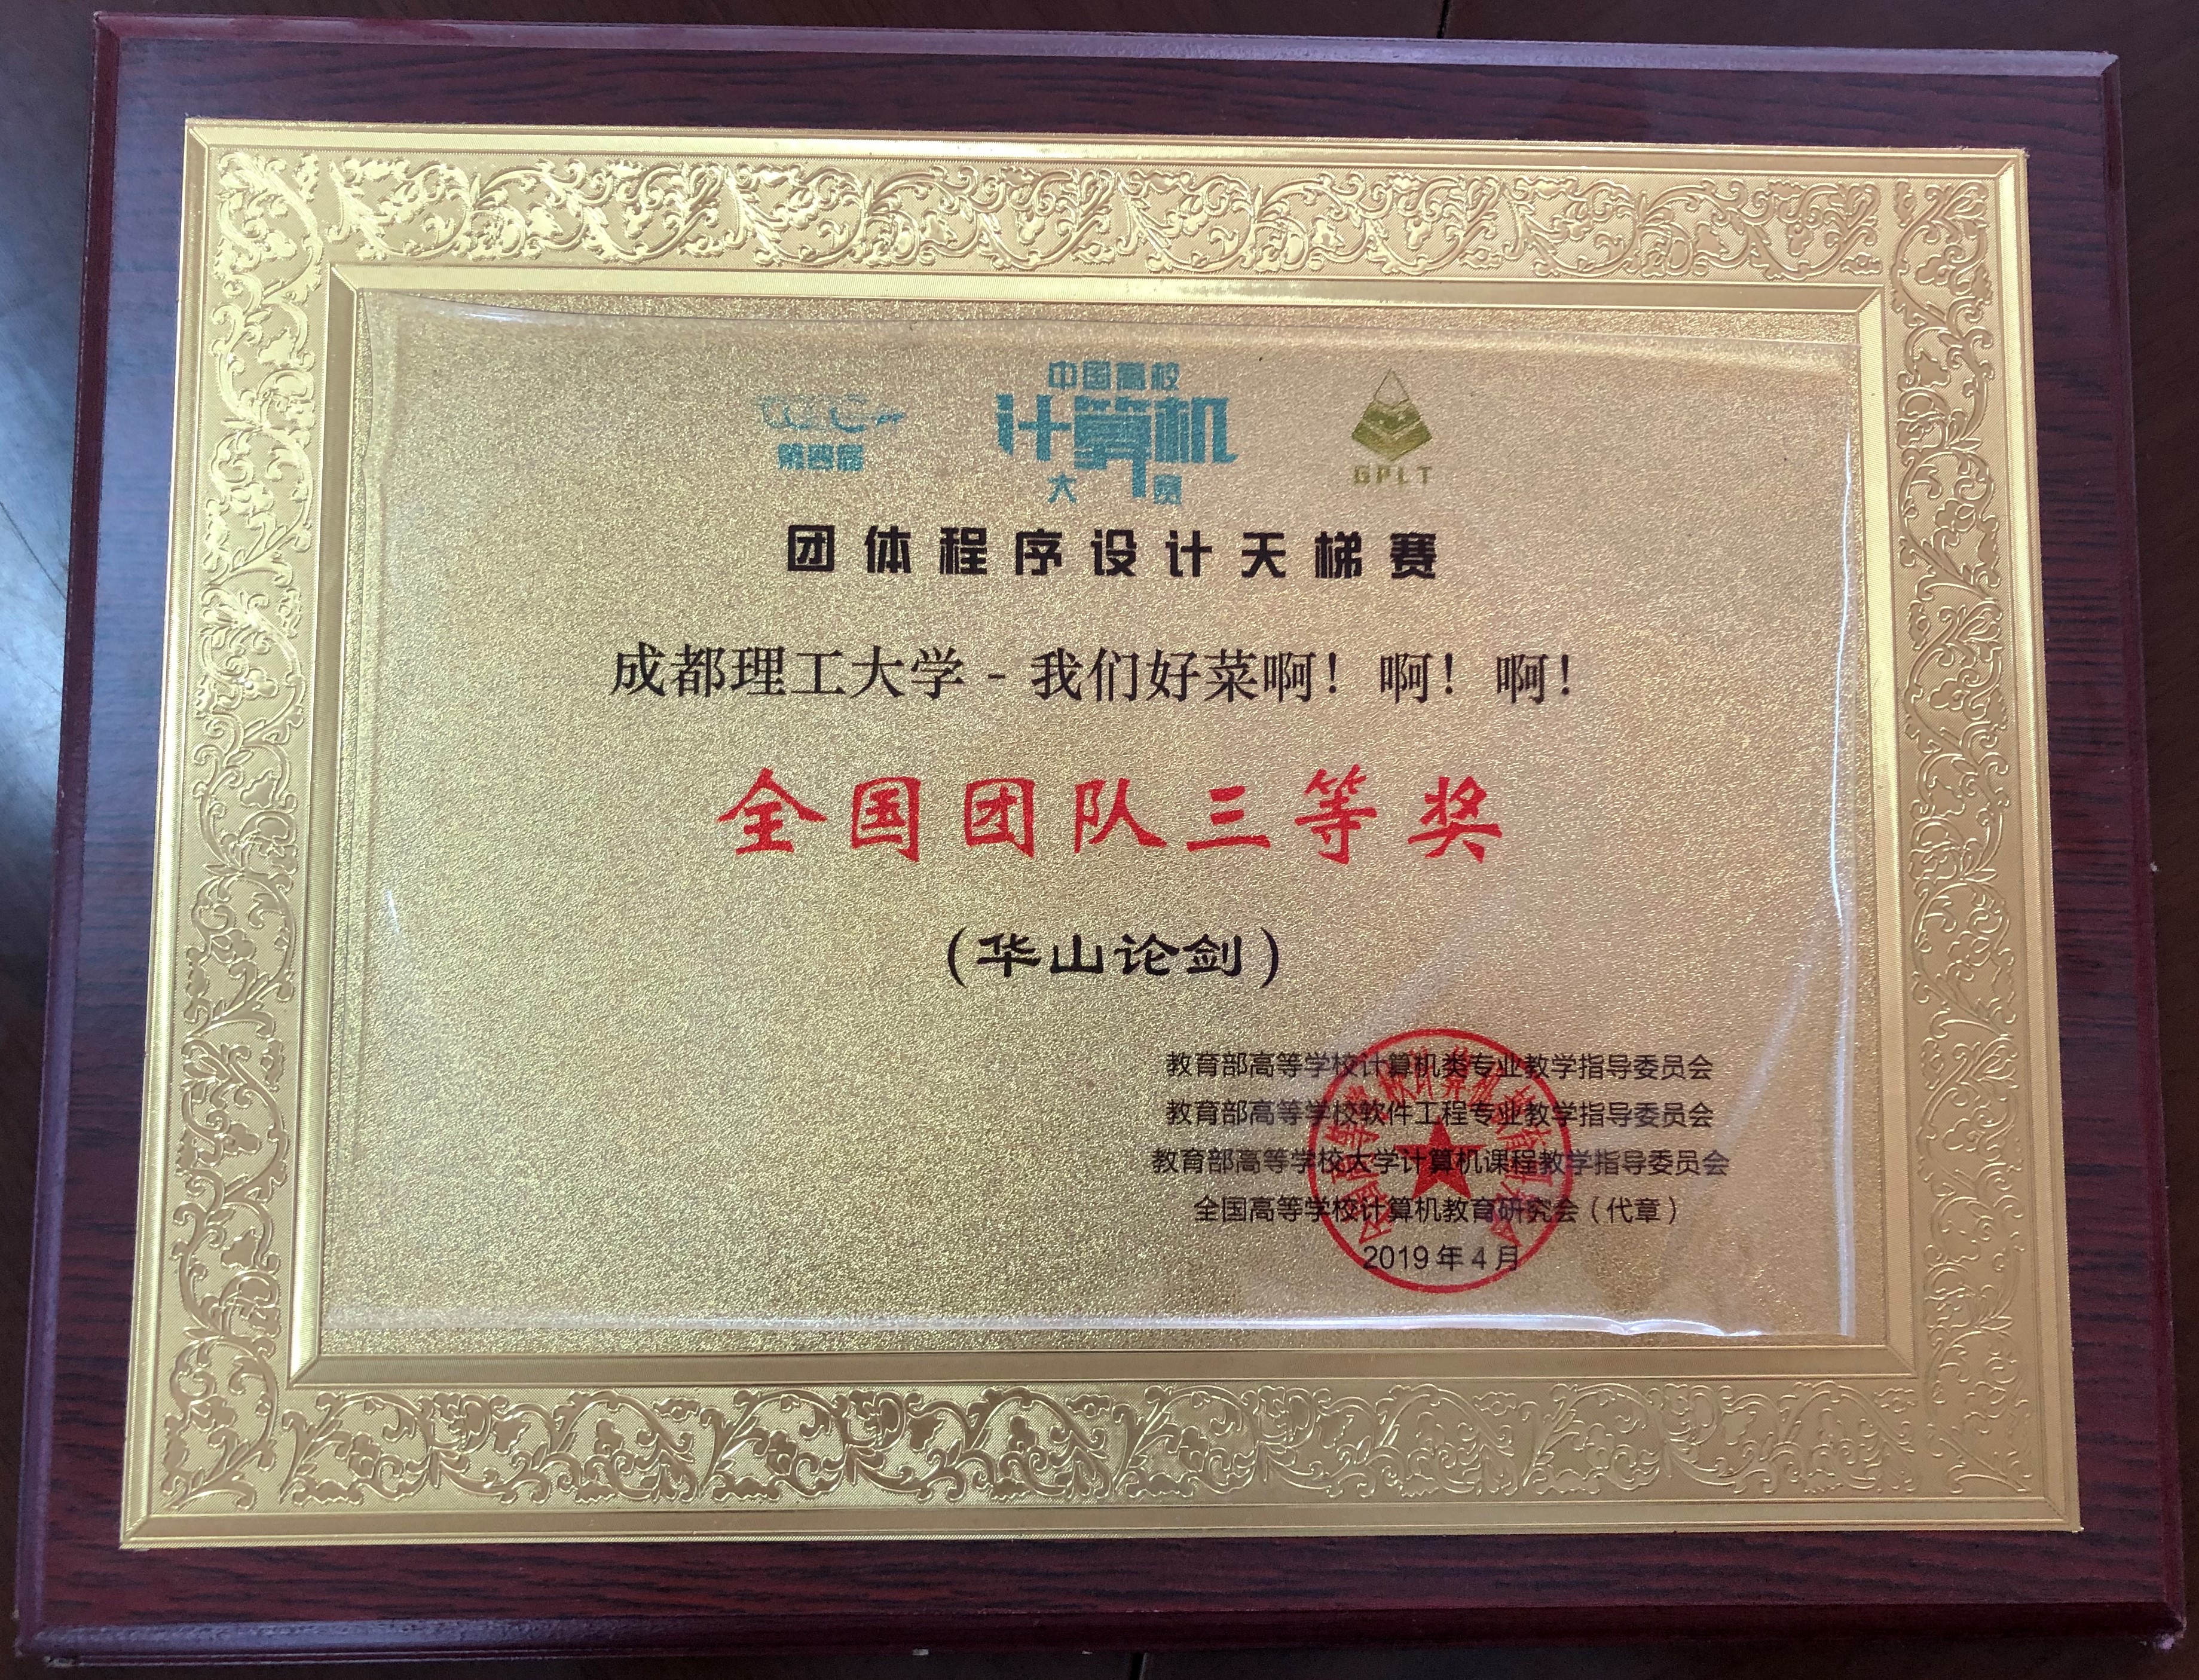 中国高校
计算机
大赛
第四届
GPLT
团体程序设计天梯赛
成都理工大学 - 我们好菜啊！啊！啊！
全国团队三等奖
（华山论剑）
教育部高等学校计算机类专业教学指导委员会
教育部高等学校软件工程专业教学指导委员会
教育部高等学校大学计算机课程教学指导委员会
全国高等学校计算机教育研究会（代章）
2019 年 4 月